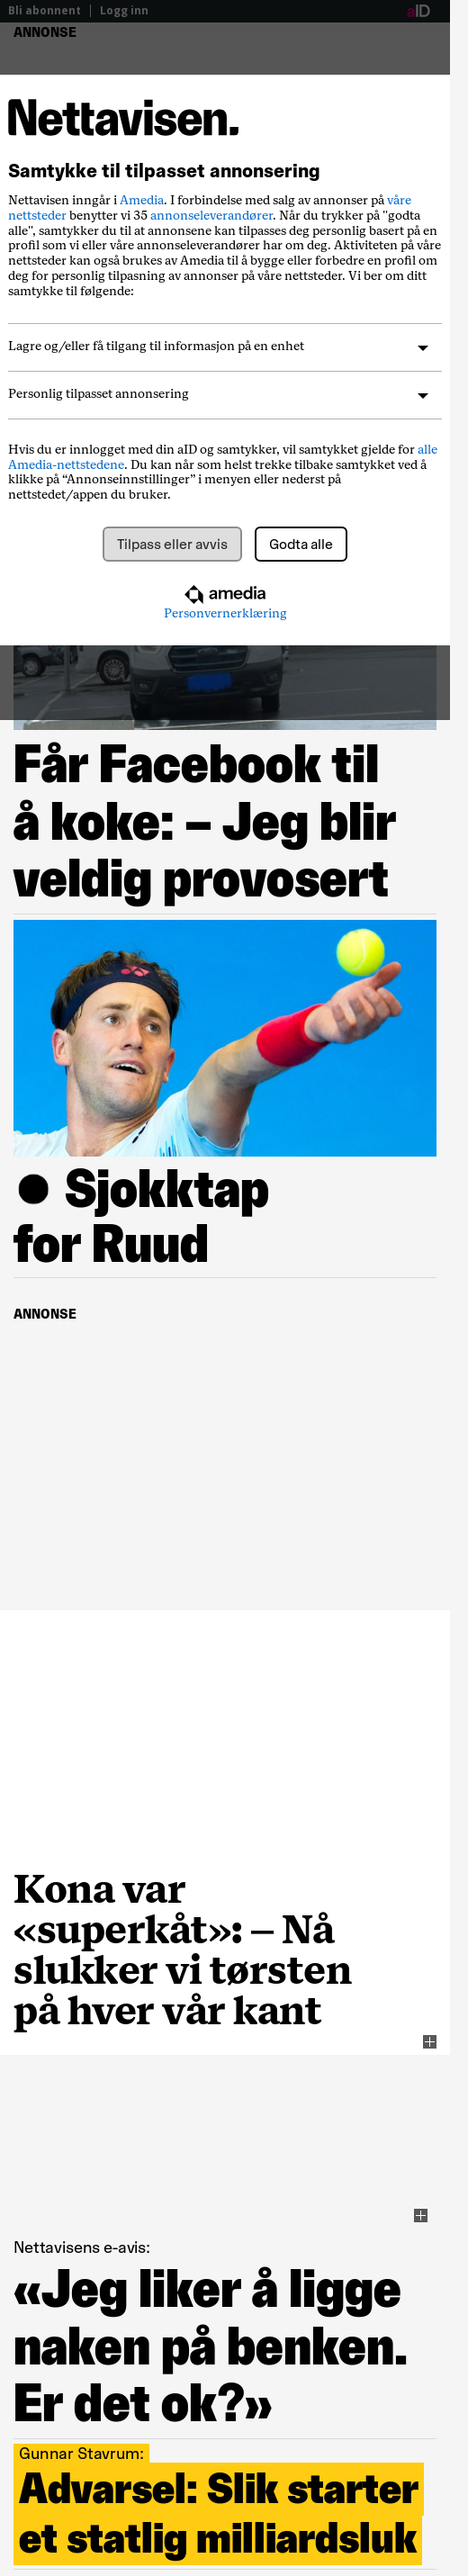 Bli abonnent | Logg inn aID
ANNONSE
Nettavisen.
Samtykke til tilpasset annonsering
Nettavisen inngår i Amedia. I forbindelse med salg av annonser på våre
nettsteder benytter vi 35 annonseleverandører. Når du trykker på "godta
alle", samtykker du til at annonsene kan tilpasses deg personlig basert på en
profil som vi eller våre annonseleverandører har om deg. Aktiviteten på våre
nettsteder kan også brukes av Amedia til å bygge eller forbedre en profil om
deg for personlig tilpasning av annonser på våre nettsteder. Vi ber om ditt
samtykke til følgende:
Lagre og/eller få tilgang til informasjon på en enhet
Personlig tilpasset annonsering
Hvis du er innlogget med din aID og samtykker, vil samtykket gjelde for alle
Amedia-nettstedene. Du kan når som helst trekke tilbake samtykket ved å
klikke på “Annonseinnstillinger” i menyen eller nederst på
nettstedet/appen du bruker.
Tilpass eller avvis Godta alle
amedia
Personvernerklæring
Får Facebook til
å koke: – Jeg blir
veldig provosert
● Sjokktap
for Ruud
ANNONSE
Kona var
«superkåt»: – Nå
slukker vi tørsten
på hver vår kant
Nettavisens e-avis:
«Jeg liker å ligge
naken på benken.
Er det ok?»
Gunnar Stavrum:
Advarsel: Slik starter
et statlig milliardsluk